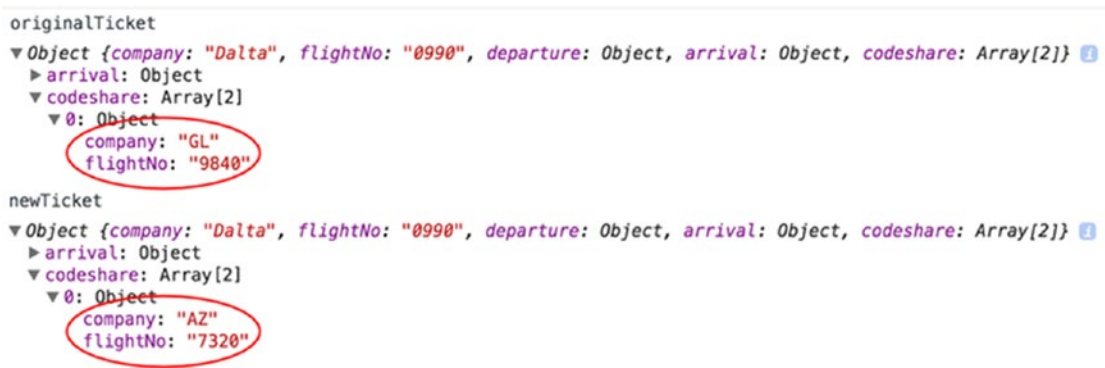 originalTicket
▼ Object {company: "Dalta", flightNo: "0990", departure: Object, arrival: Object, codeshare: Array[2]} i
▶ arrival: Object
▼ codeshare: Array[2]
▼ 0: Object
company: "GL"
flightNo: "9840"
newTicket
▼ Object {company: "Dalta", flightNo: "0990", departure: Object, arrival: Object, codeshare: Array[2]} i
▶ arrival: Object
▼ codeshare: Array[2]
▼ 0: Object
company: "AZ"
flightNo: "7320"